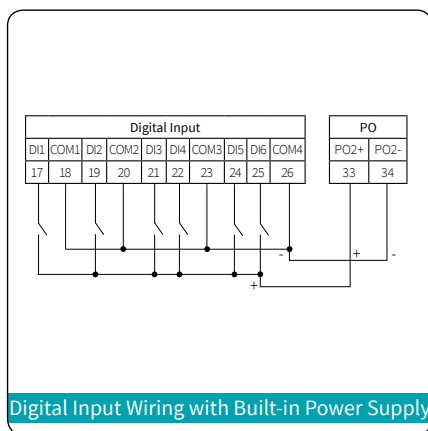 Digital Input PO
DI1 COM1 DI2 COM2 DI3 DI4 COM3 DI5 DI6 COM4 PO2+ PO2-
17 18 19 20 21 22 23 24 25 26 33 34
- + -
+
Digital Input Wiring with Built-in Power Supply